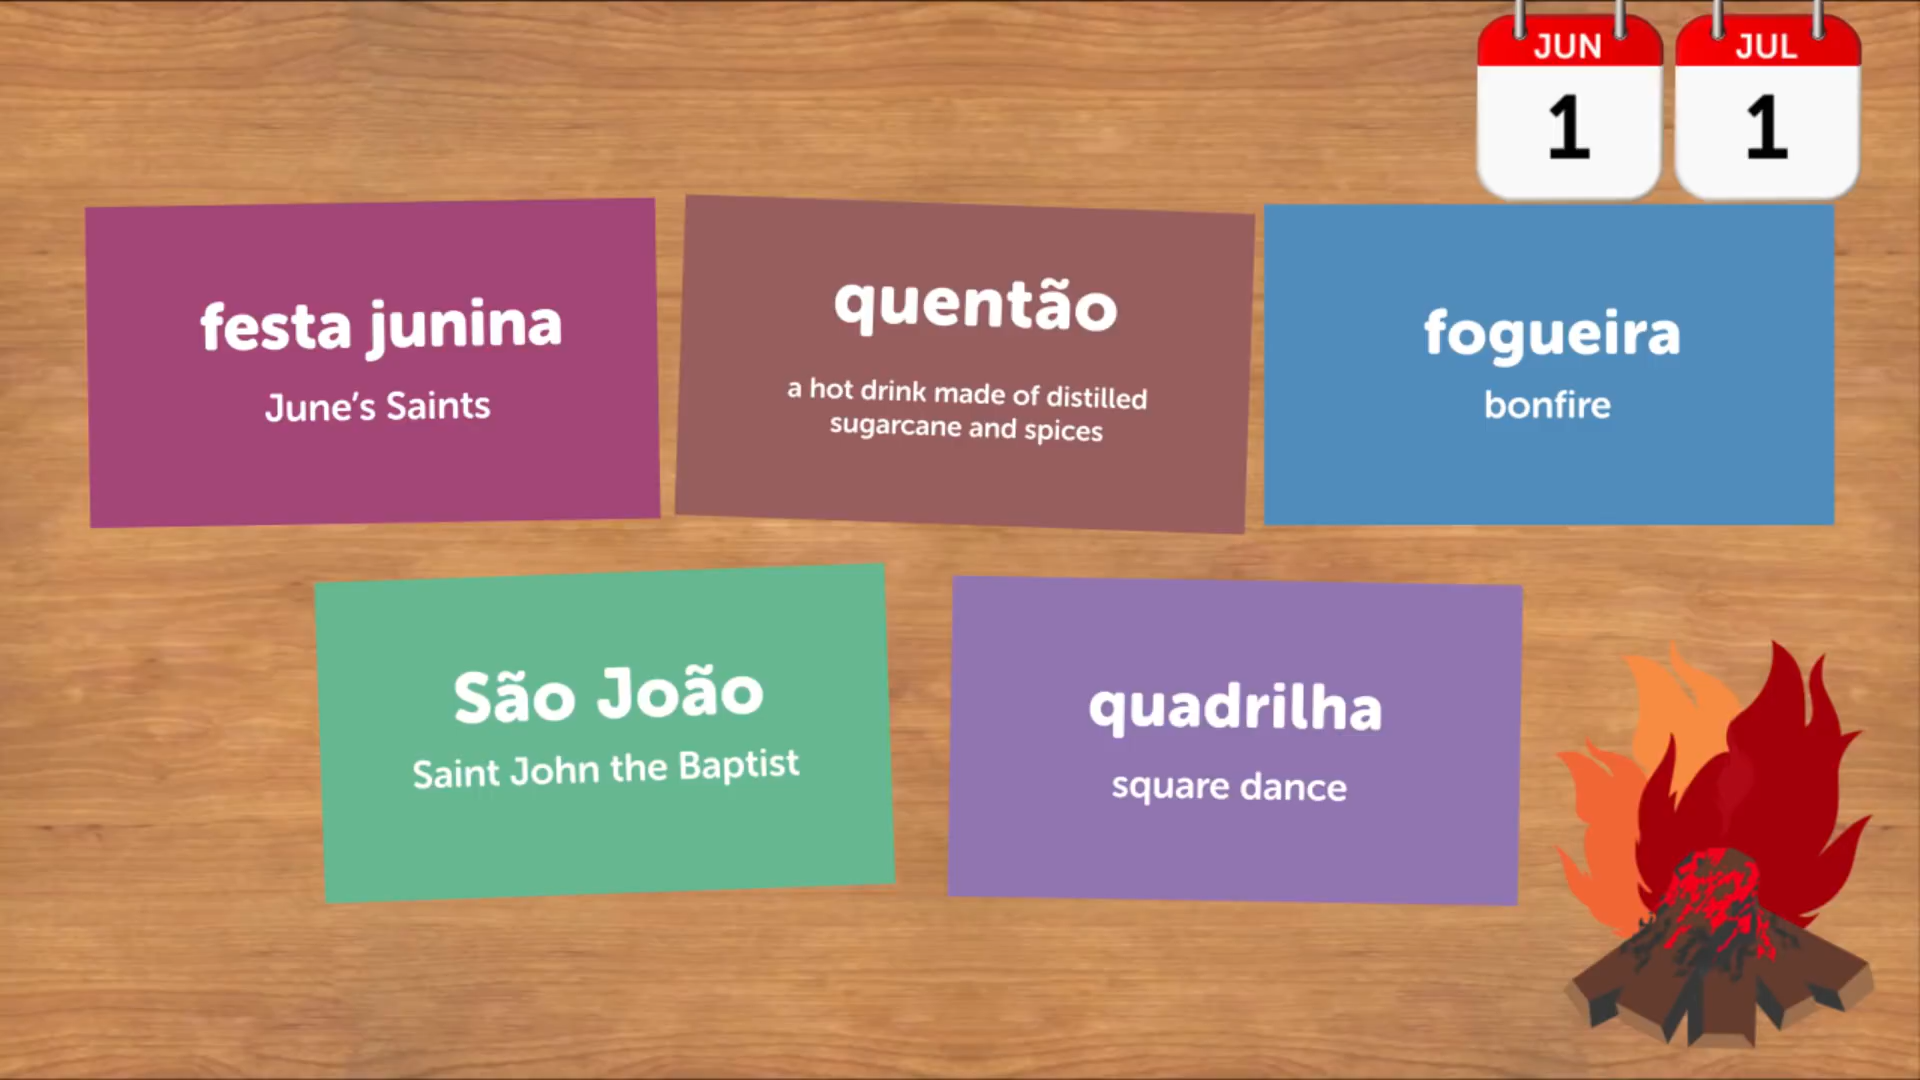 JUN
1
JUL
1
festa junina
June’s Saints
quentão
a hot drink made of distilled
sugarcane and spices
fogueira
bonfire
São João
Saint John the Baptist
quadrilha
square dance